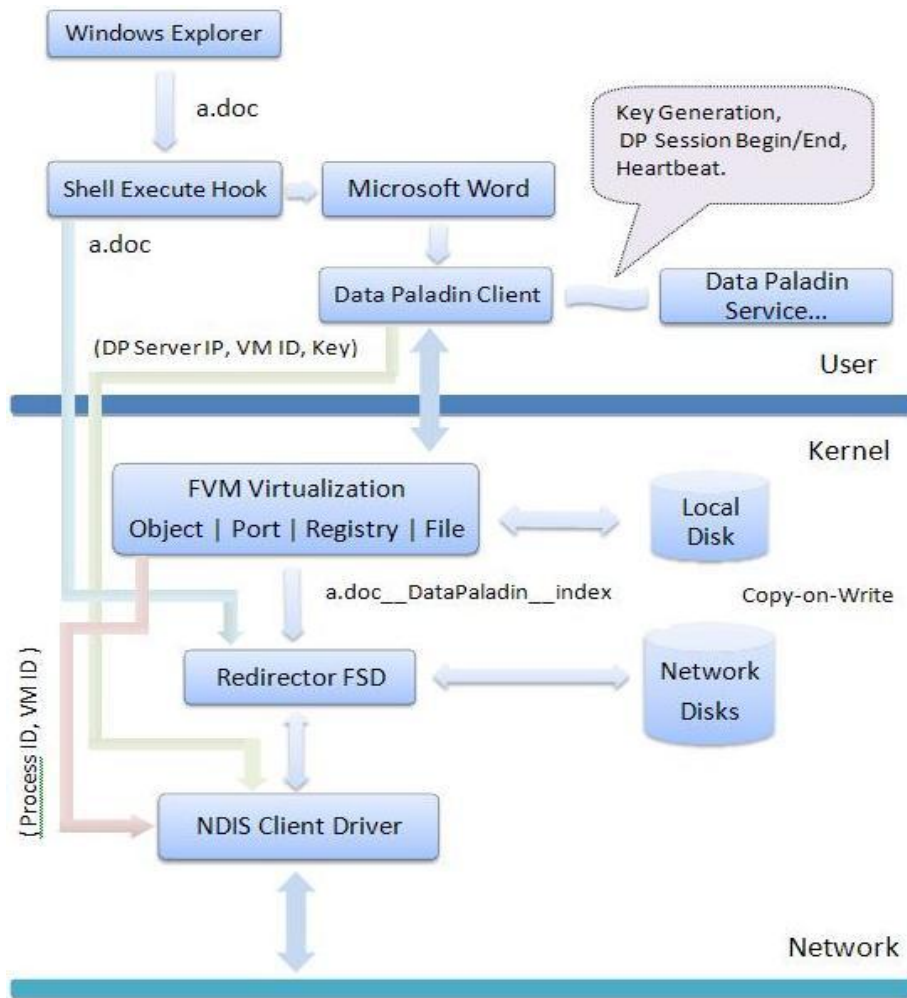 Windows Explorer
a.doc
Key Generation,
DP Session Begin/End,
Heartbeat.
Shell Execute Hook
Microsoft Word
a.doc
Data Paladin Client
Data Paladin
Service...
(DP Server IP, VM ID, Key)
User
Kernel
FVM Virtualization
Object | Port | Registry | File
Local
Disk
a.doc__DataPaladin__index
Copy-on-Write
Redirector FSD
Network
Disks
( Process ID, VM ID )
NDIS Client Driver
Network